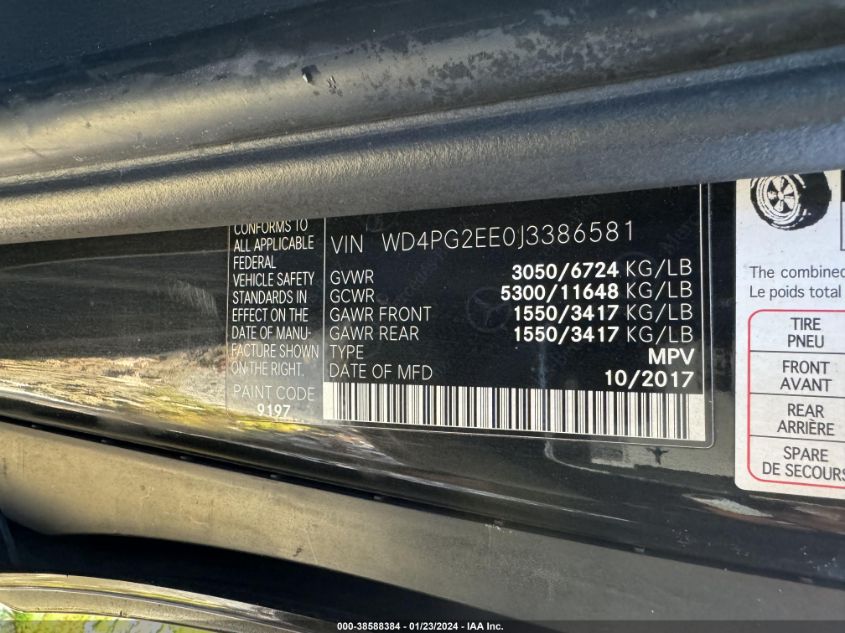 CONFORMS TO
ALL APPLICABLE
FEDERAL
VEHICLE SAFETY
STANDARDS IN
EFFECT ON THE
DATE OF MANU-
FACTURE SHOWN
ON THE RIGHT.
PAINT CODE
9197
VIN WD4PG2EE0J3386581
GVWR 3050/6724 KG/LB
GCWR 5300/11648 KG/LB
GAWR FRONT 1550/3417 KG/LB
GAWR REAR 1550/3417 KG/LB
TYPE MPV
DATE OF MFD 10/2017
The combined
Le poids total
TIRE
PNEU
FRONT
AVANT
REAR
ARRIÈRE
SPARE
DE SECOURS
000-38588384 - 01/23/2024 - IAA Inc.